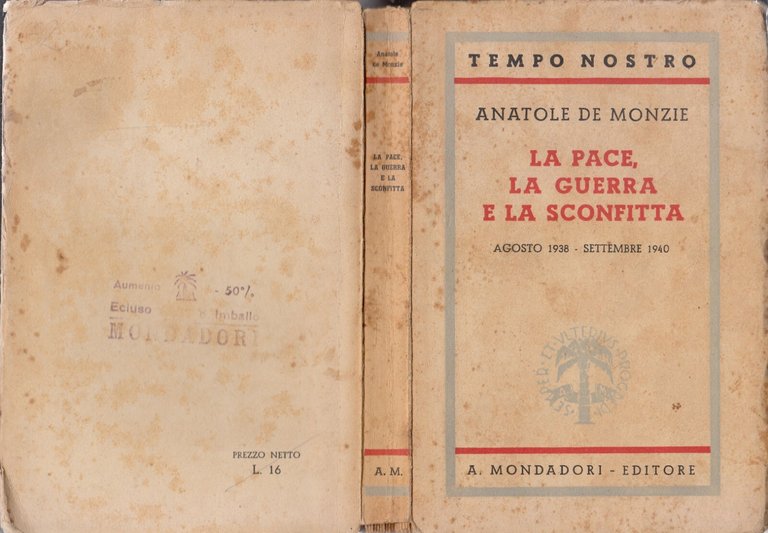 Aumento - 50%
Ecluso e Imballo
MONDADORI
PREZZO NETTO
L. 16
Anatole
de Monzie
LA PACE,
LA GUERRA
E LA
SCONFITTA
A. M.
TEMPO NOSTRO
ANATOLE DE MONZIE
LA PACE,
LA GUERRA
E LA SCONFITTA
AGOSTO 1938 - SETTEMBRE 1940
A. MONDADORI - EDITORE